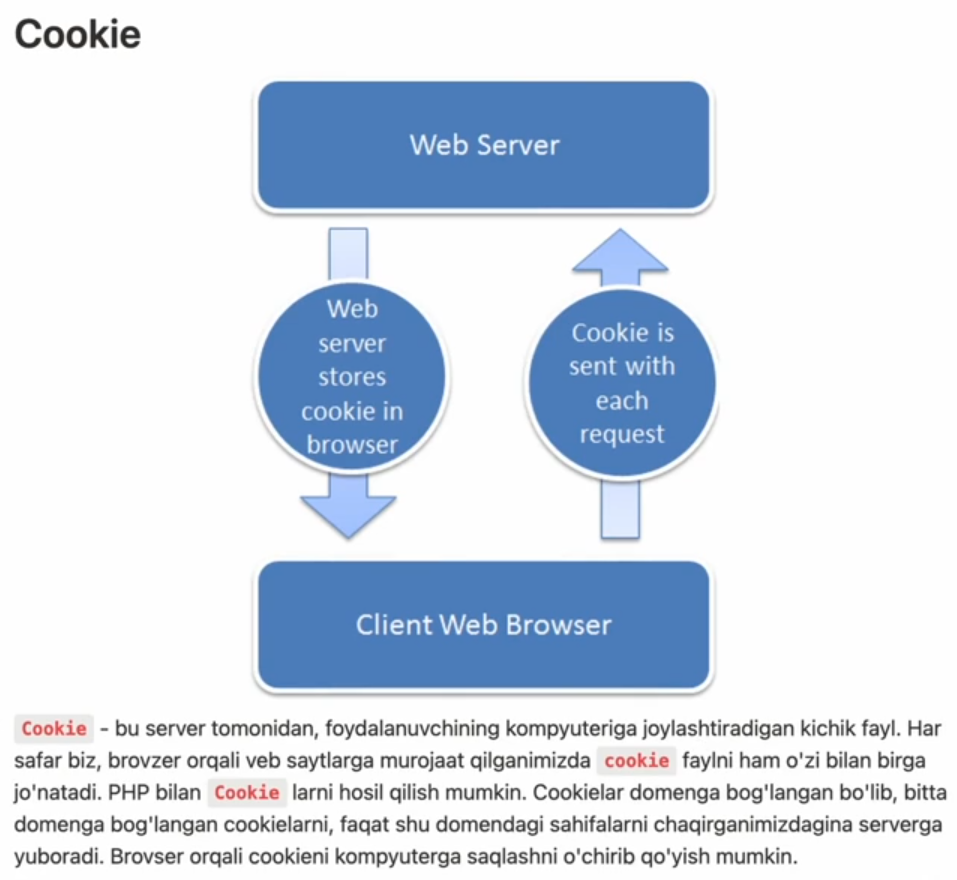 Cookie
Web Server
Web
server
stores
cookie in
browser
Cookie is
sent with
each
request
Client Web Browser
Cookie - bu server tomonidan, foydalanuvchining kompyuteriga joylashtiradigan kichik fayl. Har
safar biz, brovzer orqali veb saytlarga murojaat qilganimizda cookie faylni ham o'zi bilan birga
jo'natadi. PHP bilan Cookie larni hosil qilish mumkin. Cookielar domenga bog'langan bo'lib, bitta
domenga bog'langan cookielarni, faqat shu domendagi sahifalarni chaqirganimizdagina serverga
yuboradi. Brovser orqali cookieni kompyuterga saqlashni o'chirib qo'yish mumkin.